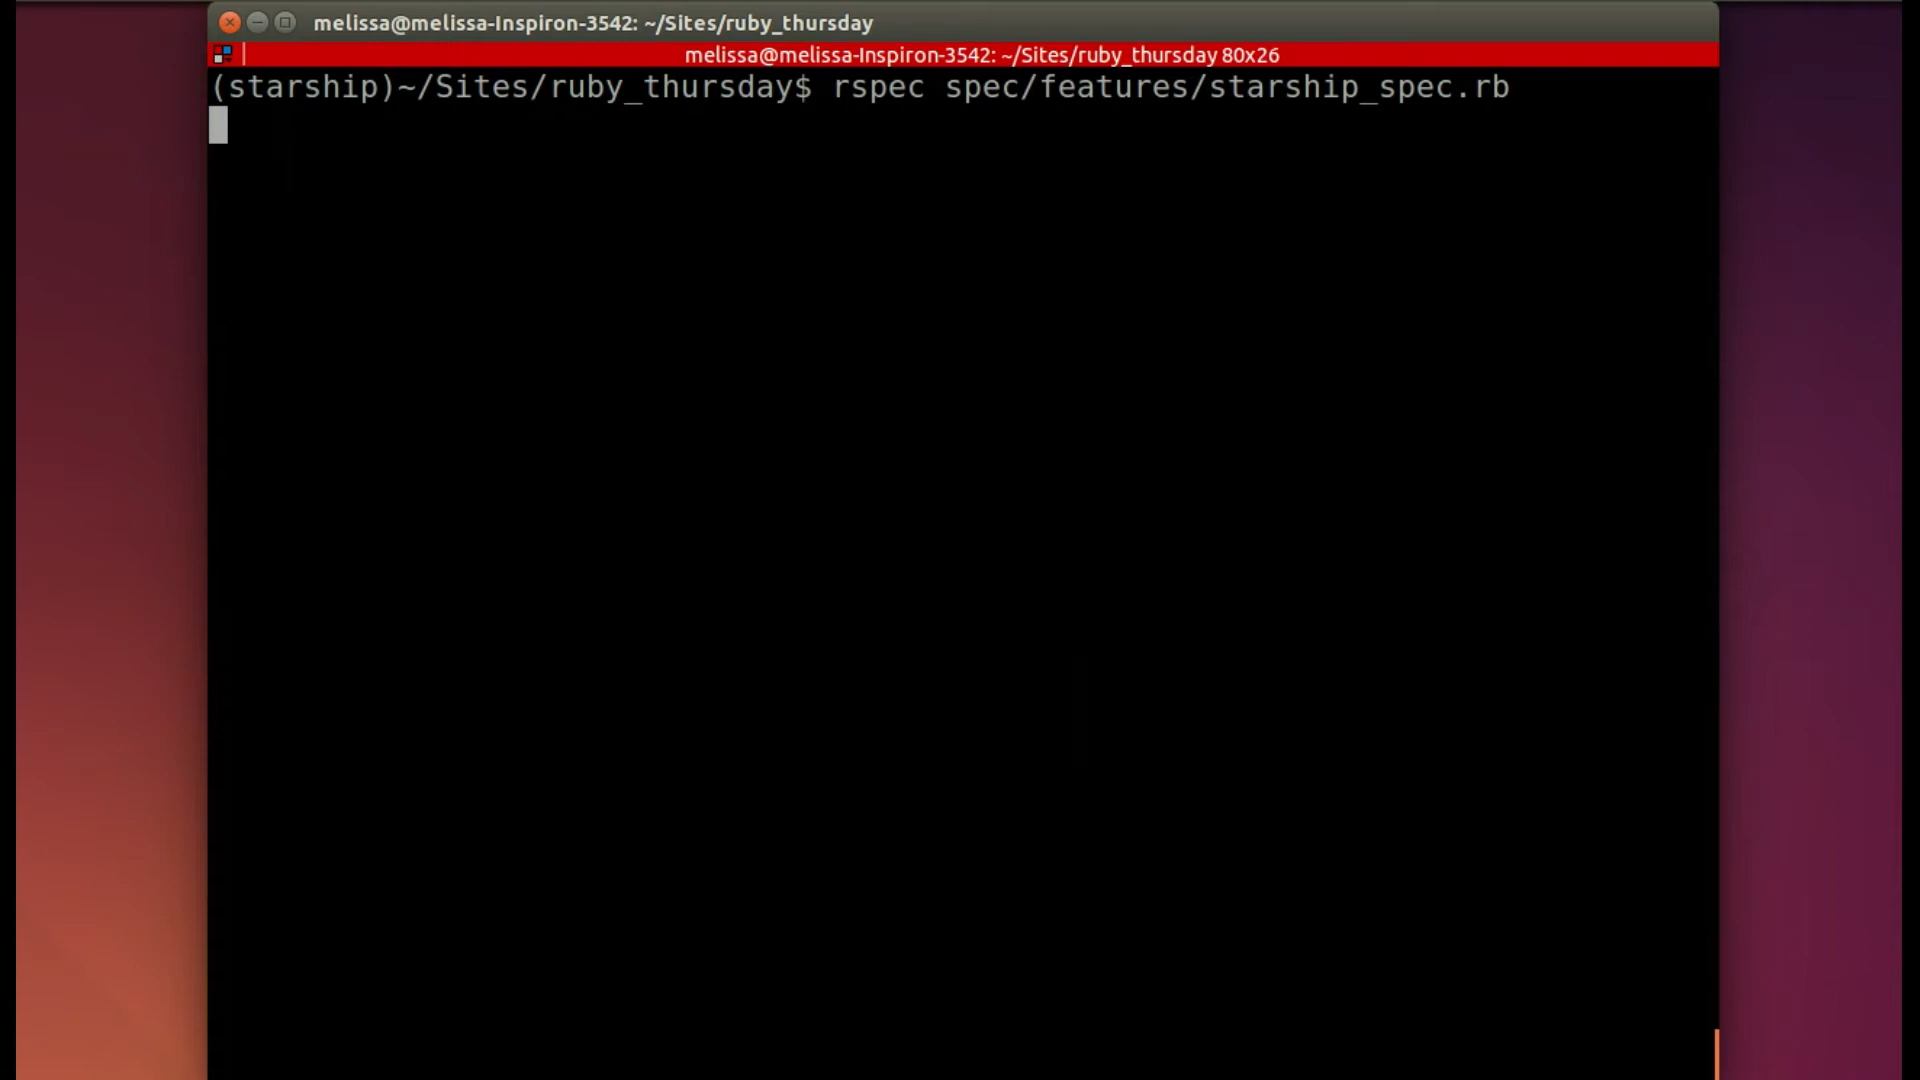 melissa@melissa-Inspiron-3542: ~/Sites/ruby_thursday
melissa@melissa-Inspiron-3542: ~/Sites/ruby_thursday 80x26
(starship)~/Sites/ruby_thursday$ rspec spec/features/starship_spec.rb